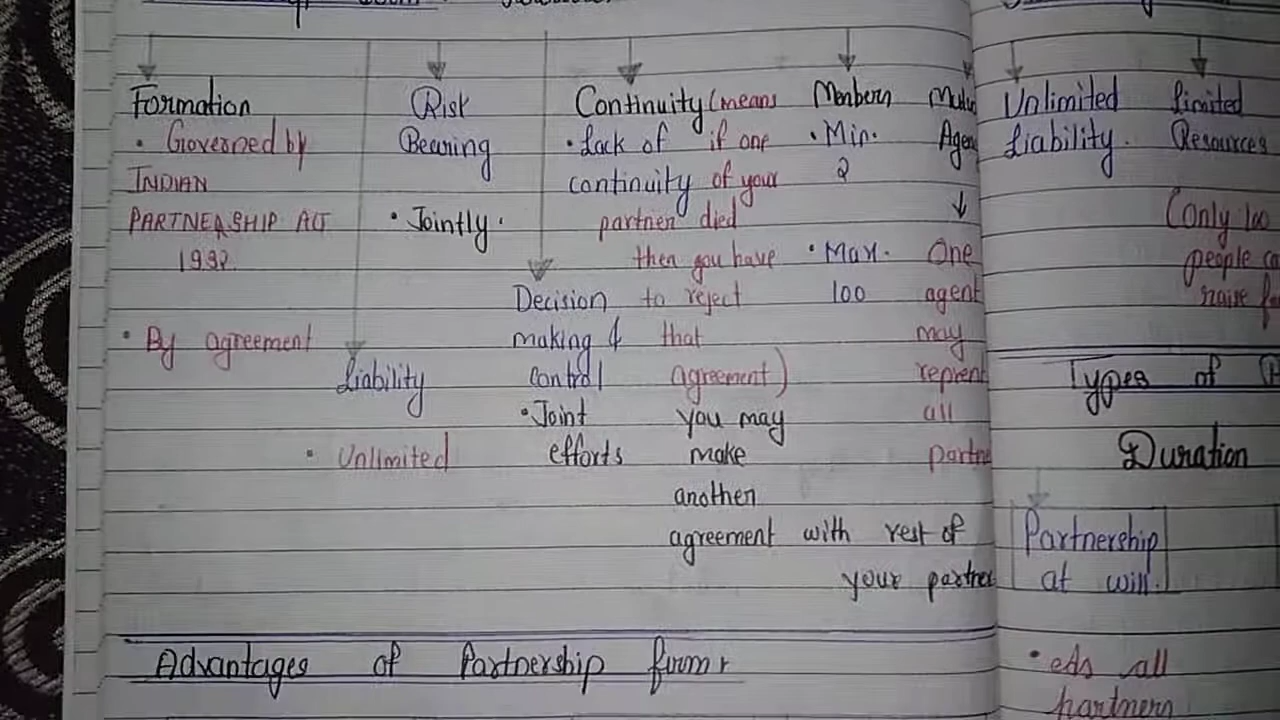 Formation
• Governed by
INDIAN
PARTNERSHIP ACT
1932.
• By agreement
Liability
• Unlimited
Risk
Bearing
• Jointly.
Decision
making &
control
• Joint
efforts
Continuity (means
• Lack of if one
continuity of your
partner died
then you have
to reject
that
agreement)
you may
make
another
agreement with rest of
your partner
Members
• Min.
2
• Max.
100
Agen
One
agent
may
reprent
all
partne
Advantages of Partnership firm
Unlimited
Liability.
Limited
Resources
(only 100
people ca
raise f
Types of P
Duration
Partnership
at will.
all
partners